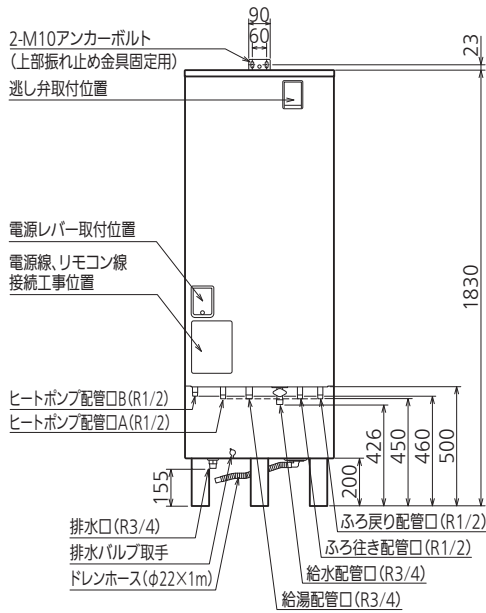 90
60
23
2-M10アンカーボルト
(上部振れ止め金具固定用)
逃し弁取付位置
電源レバー取付位置
電源線、リモコン線
接続工事位置
1830
ヒートポンプ配管口B(R1/2)
ヒートポンプ配管口A(R1/2)
155
200
426
450
460
500
排水口(R3/4)
排水バルブ取手
ドレンホース(φ22×1m)
ふろ戻り配管口(R1/2)
ふろ往き配管口(R1/2)
給水配管口(R3/4)
給湯配管口(R3/4)